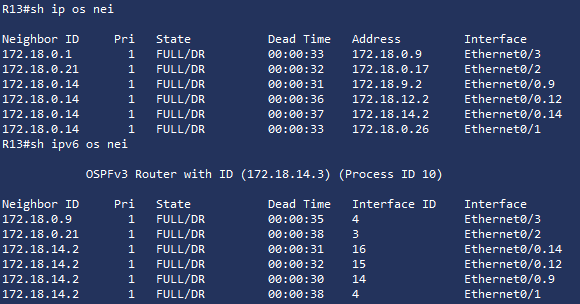 R13#sh ip os nei
Neighbor ID     Pri   State           Dead Time   Address         Interface
172.18.0.1        1   FULL/DR         00:00:33    172.18.0.9      Ethernet0/3
172.18.0.21       1   FULL/DR         00:00:32    172.18.0.17     Ethernet0/2
172.18.0.14       1   FULL/DR         00:00:31    172.18.9.2      Ethernet0/0.9
172.18.0.14       1   FULL/DR         00:00:36    172.18.12.2     Ethernet0/0.12
172.18.0.14       1   FULL/DR         00:00:37    172.18.14.2     Ethernet0/0.14
172.18.0.14       1   FULL/DR         00:00:33    172.18.0.26     Ethernet0/1
R13#sh ipv6 os nei
OSPFv3 Router with ID (172.18.14.3) (Process ID 10)
Neighbor ID     Pri   State           Dead Time   Interface ID    Interface
172.18.0.9        1   FULL/DR         00:00:35    4               Ethernet0/3
172.18.0.21       1   FULL/DR         00:00:38    3               Ethernet0/2
172.18.14.2       1   FULL/DR         00:00:31    16              Ethernet0/0.14
172.18.14.2       1   FULL/DR         00:00:32    15              Ethernet0/0.12
172.18.14.2       1   FULL/DR         00:00:30    14              Ethernet0/0.9
172.18.14.2       1   FULL/DR         00:00:38    4               Ethernet0/1